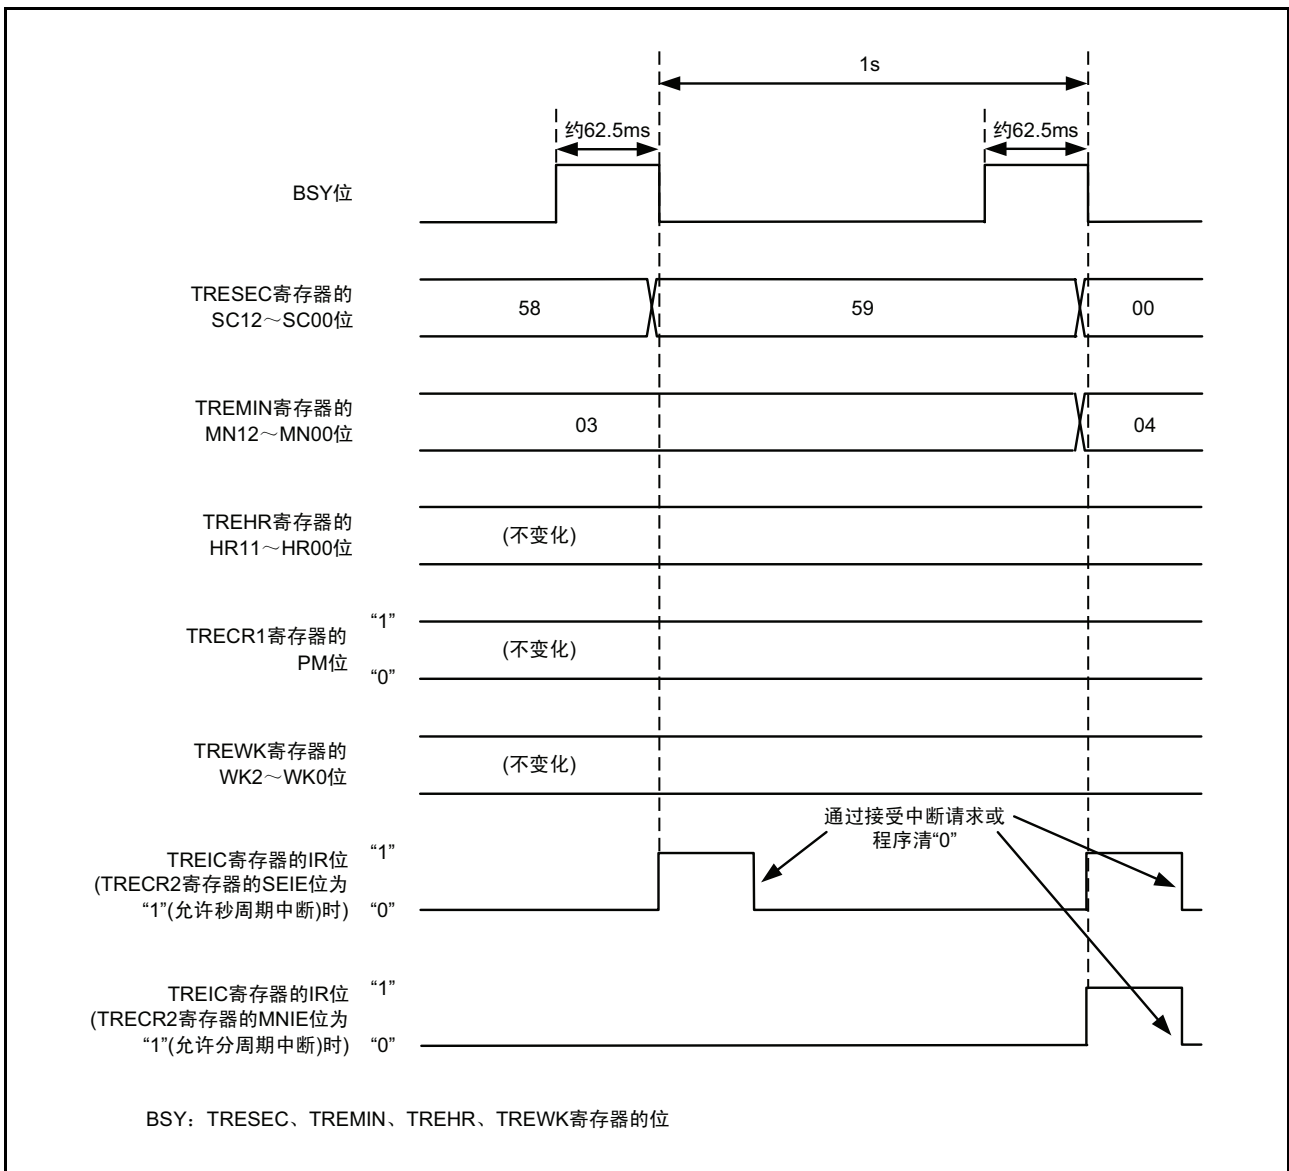 1s
约62.5ms
约62.5ms
BSY位
TRESEC寄存器的
SC12～SC00位
58
59
00
TREMIN寄存器的
MN12～MN00位
03
04
TREHR寄存器的
HR11～HR00位
(不变化)
TRECR1寄存器的
PM位
“1”
“0”
(不变化)
TREWK寄存器的
WK2～WK0位
(不变化)
通过接受中断请求或
程序清“0”
TREIC寄存器的IR位
(TRECR2寄存器的SEIE位为
“1”(允许秒周期中断)时)
“1”
“0”
TREIC寄存器的IR位
(TRECR2寄存器的MNIE位为
“1”(允许分周期中断)时)
“1”
“0”
BSY：TRESEC、TREMIN、TREHR、TREWK寄存器的位